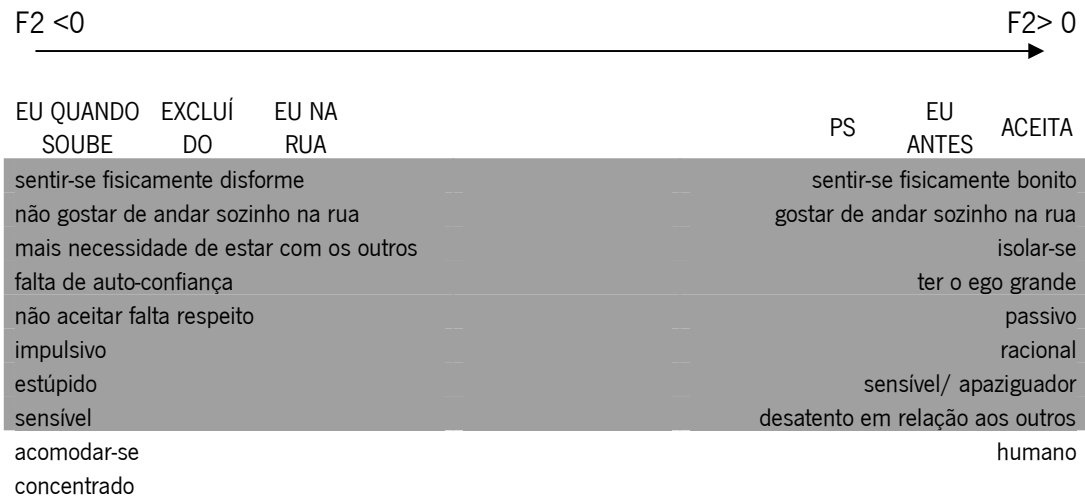 F2 <0 F2> 0
EU QUANDO EXCLUÍ EU NA EU
SOUBE DO RUA PS ANTES ACEITA
sentir-se fisicamente disforme sentir-se fisicamente bonito
não gostar de andar sozinho na rua gostar de andar sozinho na rua
mais necessidade de estar com os outros isolar-se
falta de auto-confiança ter o ego grande
não aceitar falta respeito passivo
impulsivo racional
estúpido sensível/ apaziguador
sensível desatento em relação aos outros
acomodar-se humano
concentrado